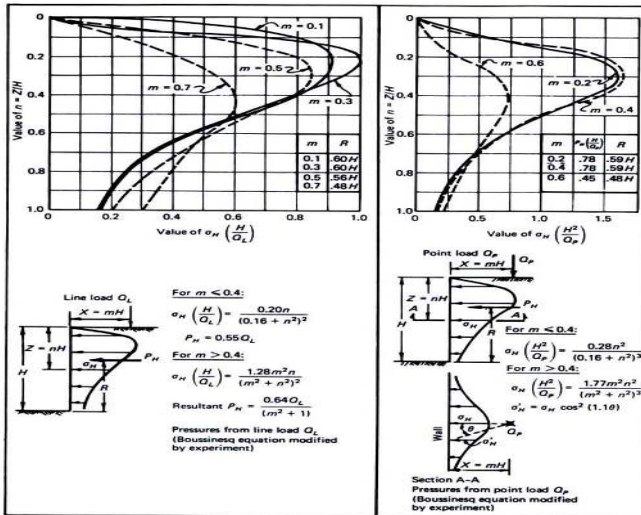 Value of n = Z/H
0
0.2
0.4
0.6
0.8
1.0
m = 0.1
m = 0.5
m = 0.7
m = 0.3
m R
0.1 .60H
0.3 .60H
0.5 .56H
0.7 .48H
0 0.2 0.4 0.6 0.8 1.0
Value of σH (H/QL)
Line load QL
X = mH
Z = nH
H
σH
PH
R
For m ≤ 0.4:
σH (H/QL) = 0.20n/(0.16 + n²)²
PH = 0.55QL
For m > 0.4:
σH (H/QL) = 1.28m²n/(m² + n²)²
Resultant PH = 0.64QL/(m² + 1)
Pressures from line load QL
(Boussinesq equation modified
by experiment)
Value of n = Z/H
0
0.2
0.4
0.6
0.8
1.0
m = 0.6
m = 0.2
m = 0.4
m PH(H/QP) R
0.2 .78 .59H
0.4 .78 .59H
0.6 .45 .48H
0 0.5 1.0 1.5
Value of σH (H²/QP)
Point load QP
X = mH
Z = nH
H
A
A
PH
σH
R
For m ≤ 0.4:
σH (H²/QP) = 0.28n²/(0.16 + n²)³
For m > 0.4:
σH (H²/QP) = 1.77m²n²/(m² + n²)³
σ'H = σH cos² (1.1θ)
Wall
σH
θ
σ'H
QP
X = mH
Section A-A
Pressures from point load QP
(Boussinesq equation modified
by experiment)